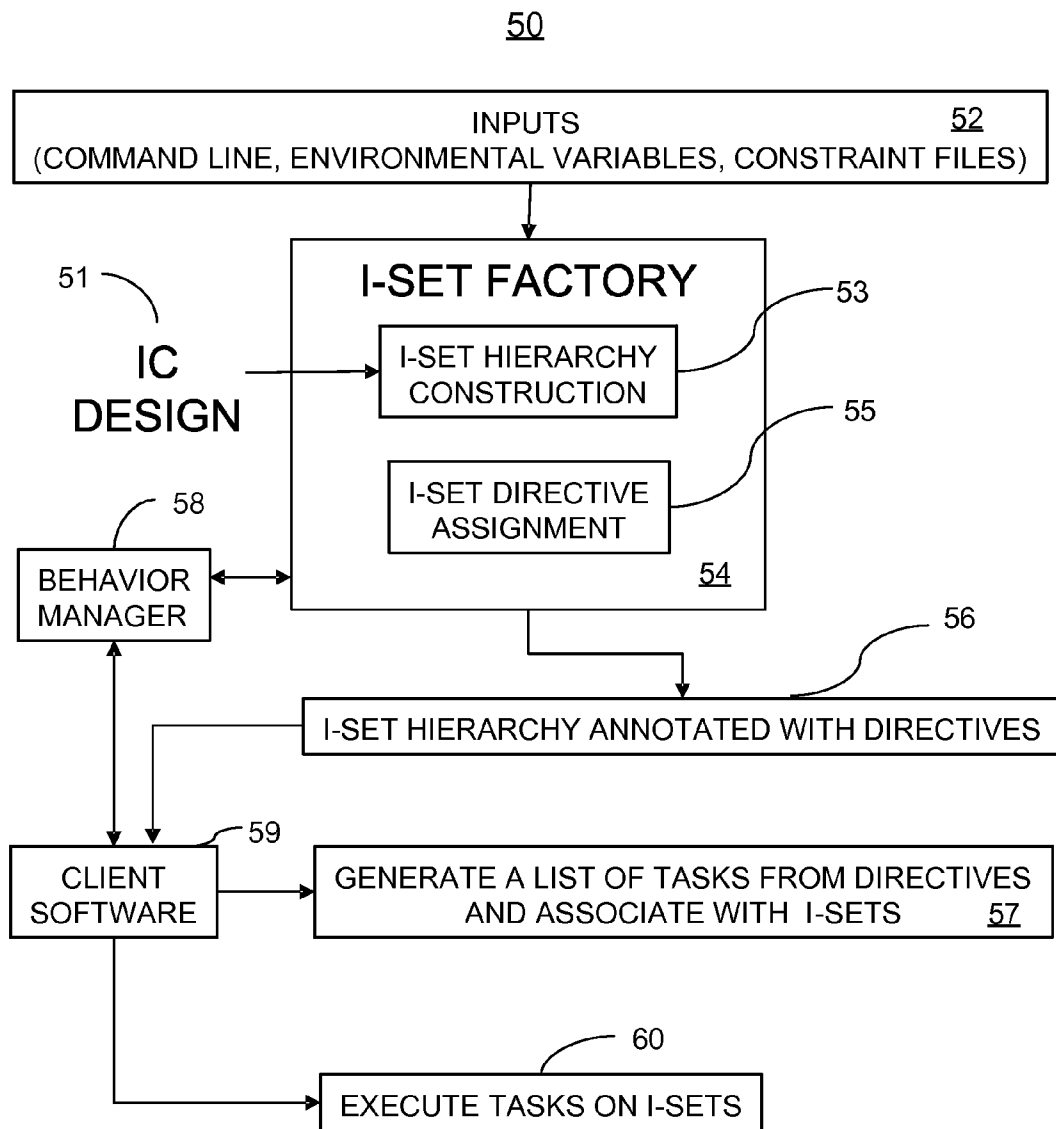 50
INPUTS 52
(COMMAND LINE, ENVIRONMENTAL VARIABLES, CONSTRAINT FILES)
I-SET FACTORY
51
53
I-SET HIERARCHY
CONSTRUCTION
IC
DESIGN
55
I-SET DIRECTIVE
ASSIGNMENT
58
54
BEHAVIOR
MANAGER
56
I-SET HIERARCHY ANNOTATED WITH DIRECTIVES
59
CLIENT
SOFTWARE
GENERATE A LIST OF TASKS FROM DIRECTIVES
AND ASSOCIATE WITH I-SETS 57
60
EXECUTE TASKS ON I-SETS